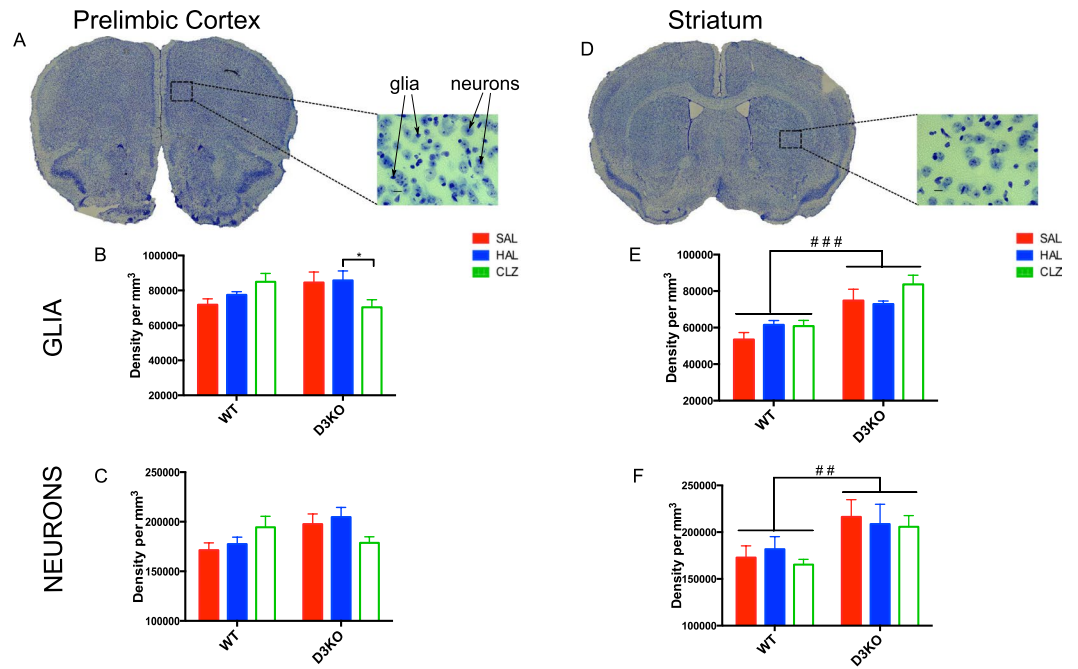 Prelimbic Cortex
Striatum
A
D
glia
neurons
SAL
HAL
CLZ
SAL
HAL
CLZ
B
Density per mm³
100000
80000
60000
40000
20000
*
WT
D3KO
E
Density per mm³
100000
80000
60000
40000
20000
# # #
WT
D3KO
GLIA
C
Density per mm³
250000
200000
150000
100000
WT
D3KO
F
Density per mm³
250000
200000
150000
100000
# #
WT
D3KO
NEURONS